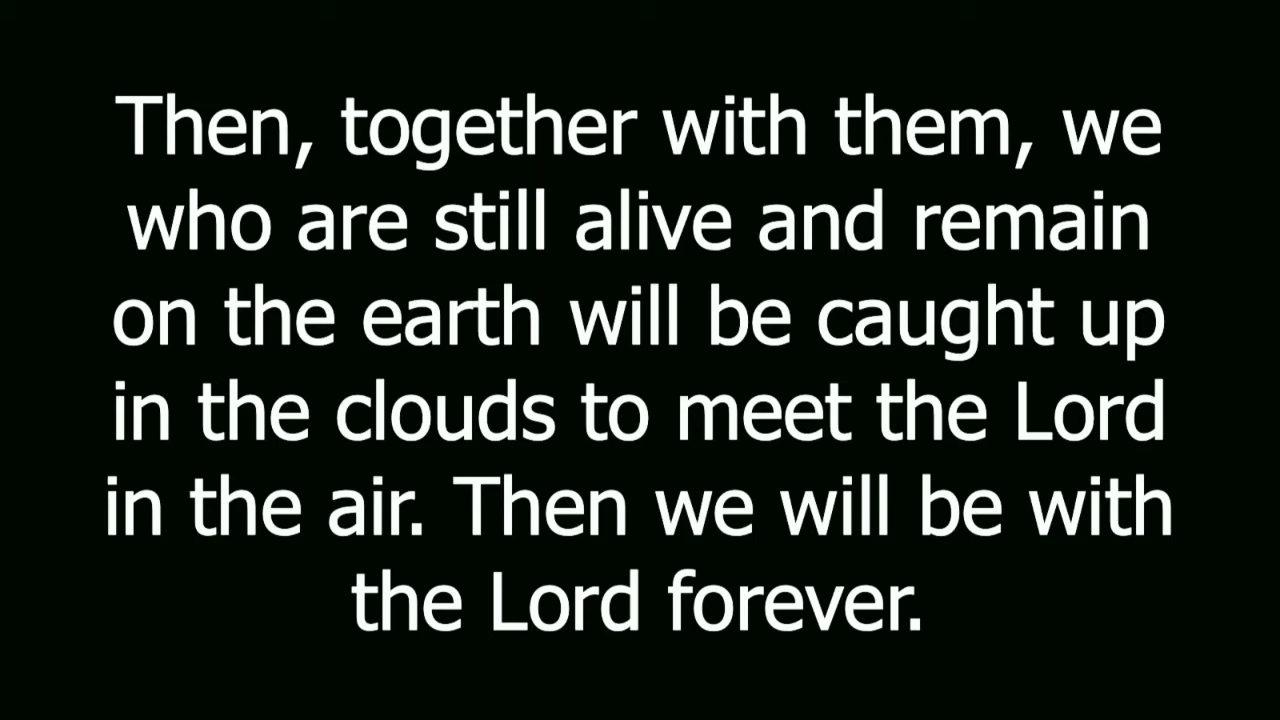 Then, together with them, we
who are still alive and remain
on the earth will be caught up
in the clouds to meet the Lord
in the air. Then we will be with
the Lord forever.